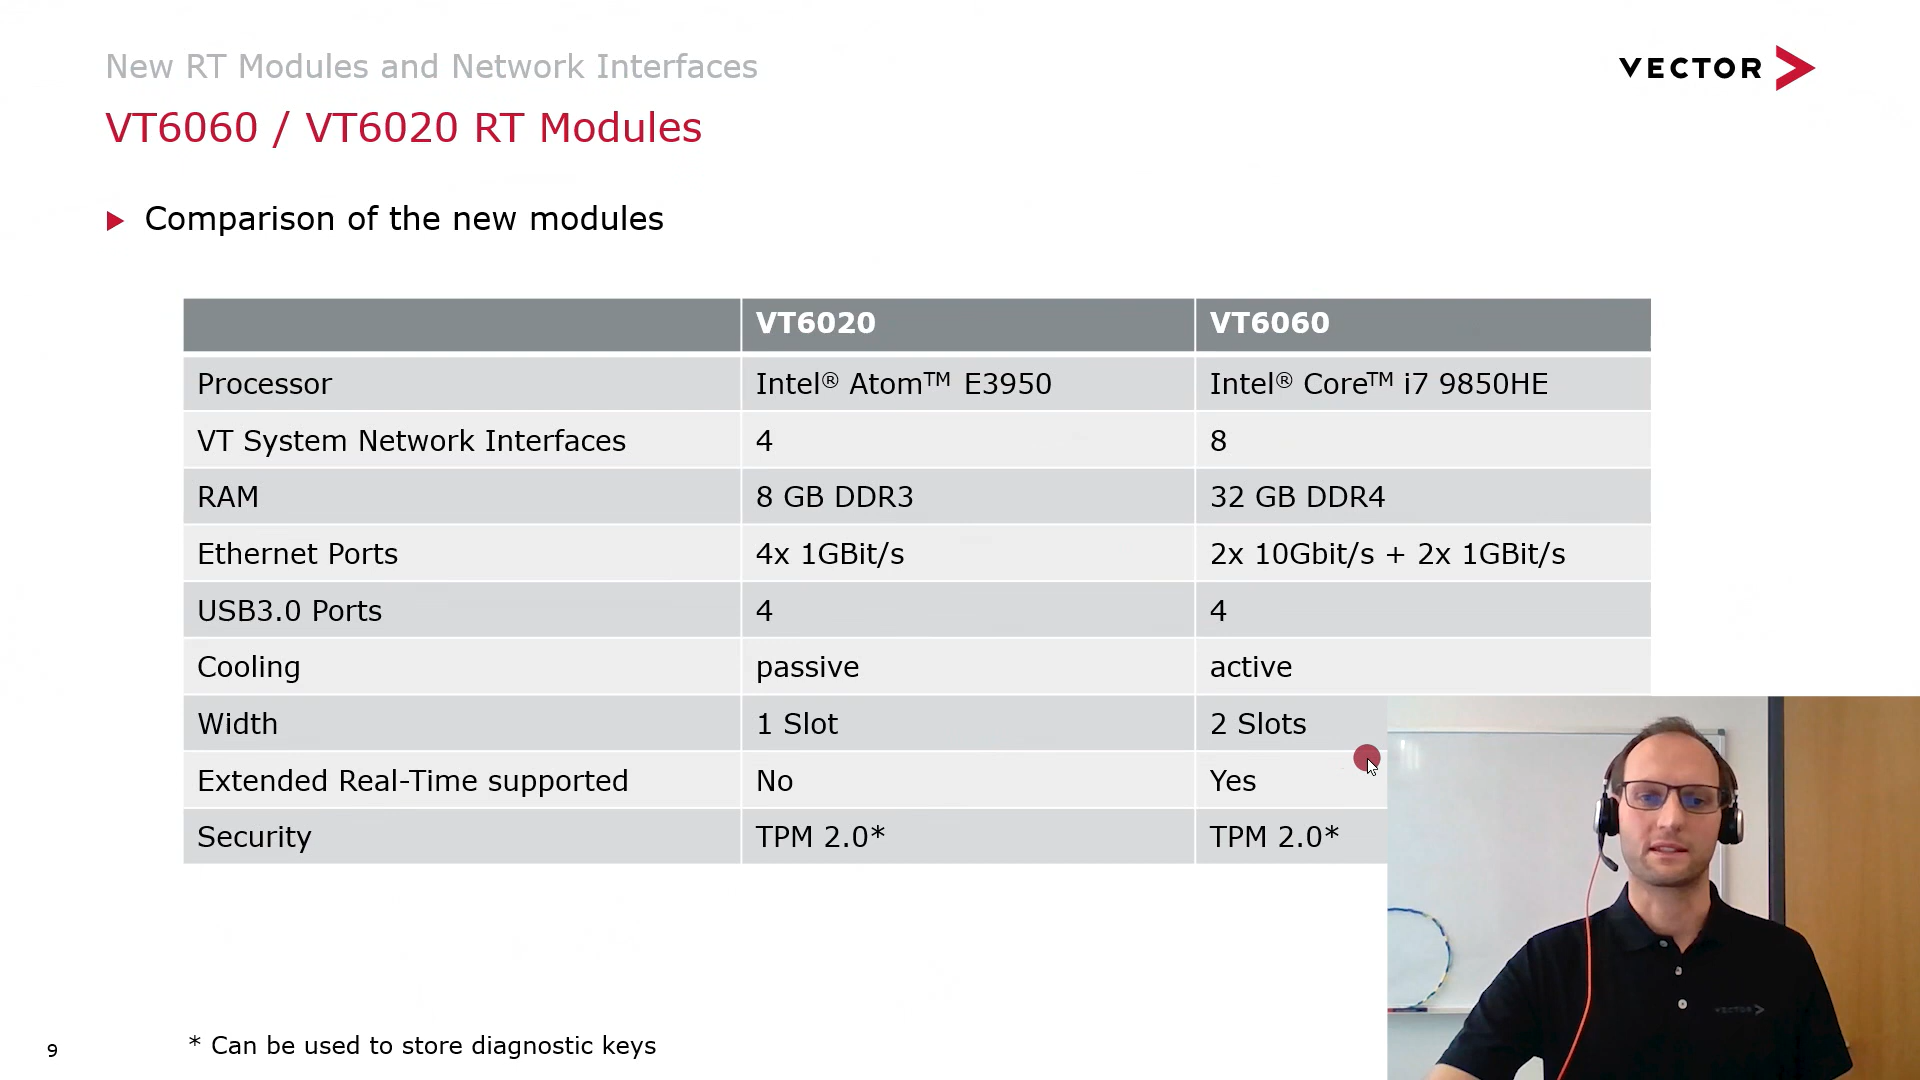 New RT Modules and Network Interfaces
VECTOR
VT6060 / VT6020 RT Modules
Comparison of the new modules
VT6020 VT6060
Processor Intel® Atom™ E3950 Intel® Core™ i7 9850HE
VT System Network Interfaces 4 8
RAM 8 GB DDR3 32 GB DDR4
Ethernet Ports 4x 1GBit/s 2x 10Gbit/s + 2x 1GBit/s
USB3.0 Ports 4 4
Cooling passive active
Width 1 Slot 2 Slots
Extended Real-Time supported No Yes
Security TPM 2.0* TPM 2.0*
VECTOR
9 * Can be used to store diagnostic keys